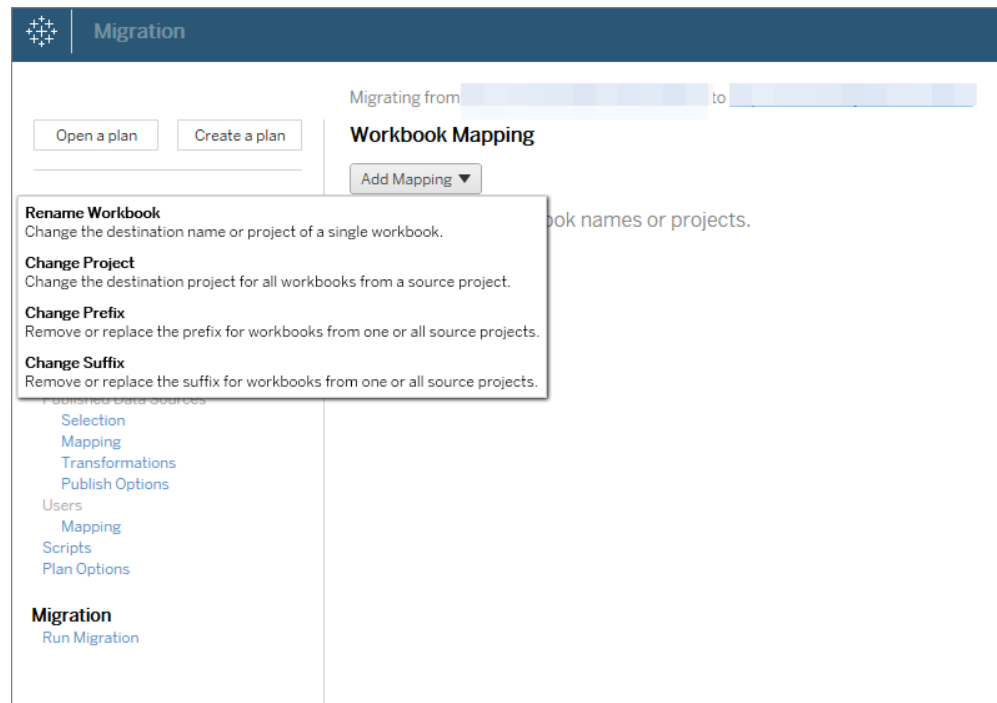 Migration
Migrating from to
Open a plan Create a plan
Workbook Mapping
Add Mapping ▼
Rename Workbook
Change the destination name or project of a single workbook.
ook names or projects.
Change Project
Change the destination project for all workbooks from a source project.
Change Prefix
Remove or replace the prefix for workbooks from one or all source projects.
Change Suffix
Remove or replace the suffix for workbooks from one or all source projects.
Published Data Sources
Selection
Mapping
Transformations
Publish Options
Users
Mapping
Scripts
Plan Options
Migration
Run Migration